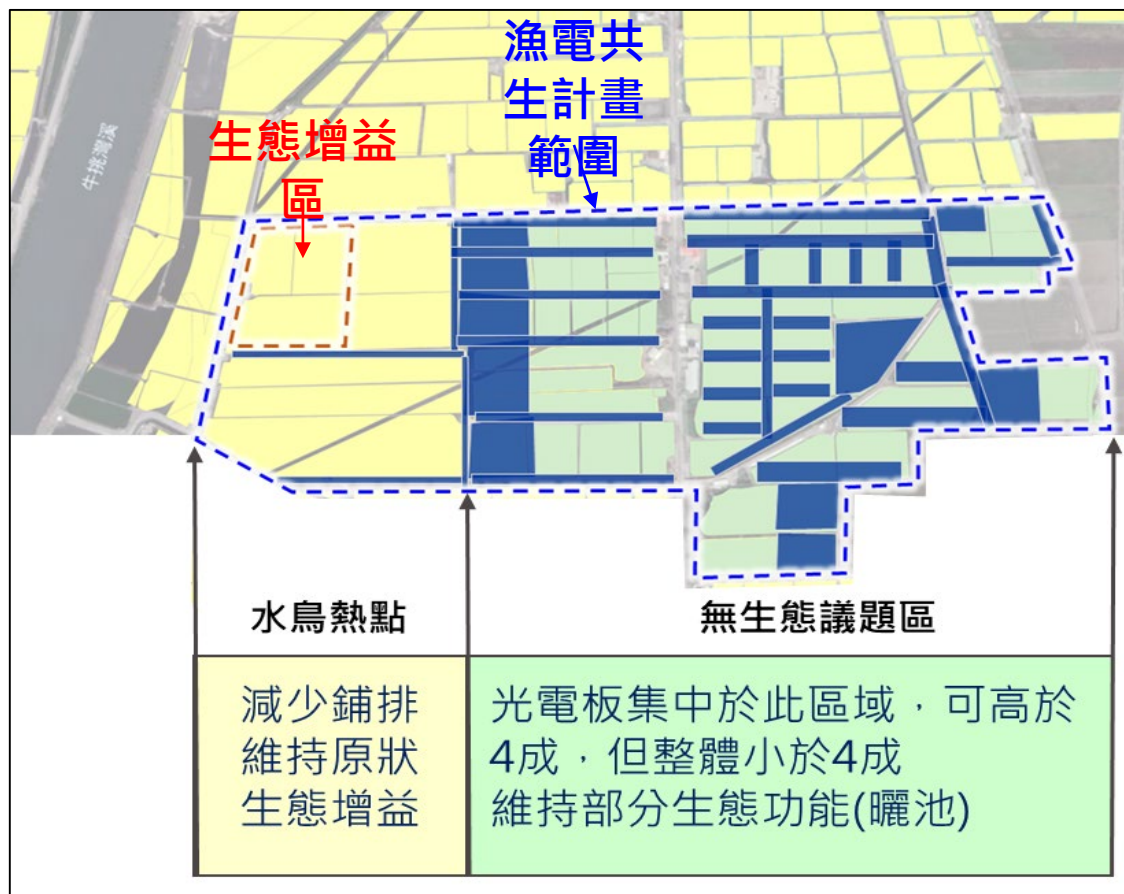 漁電共
生計畫
範圍
生態增益
區
牛挑灣溪
水鳥熱點
無生態議題區
減少鋪排
維持原狀
生態增益
光電板集中於此區域，可高於
4成，但整體小於4成
維持部分生態功能(曬池)